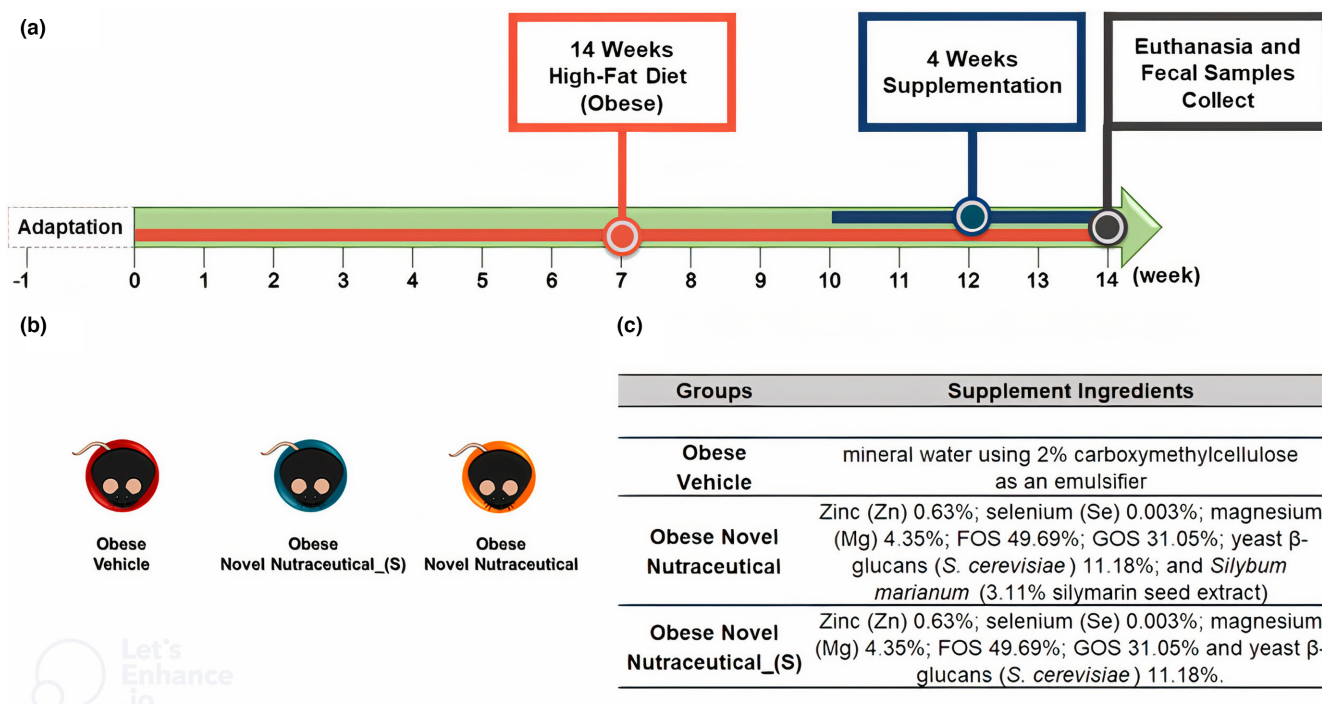 (a)
14 Weeks
High-Fat Diet
(Obese)
4 Weeks
Supplementation
Euthanasia and
Fecal Samples
Collect
Adaptation
-1 0 1 2 3 4 5 6 7 8 9 10 11 12 13 14 (week)
(b)
Obese
Vehicle
Obese
Novel Nutraceutical_(S)
Obese
Novel Nutraceutical
(c)
Groups Supplement Ingredients
Obese
Vehicle
mineral water using 2% carboxymethylcellulose
as an emulsifier
Obese Novel
Nutraceutical
Zinc (Zn) 0.63%; selenium (Se) 0.003%; magnesium
(Mg) 4.35%; FOS 49.69%; GOS 31.05%; yeast β-
glucans (S. cerevisiae) 11.18%; and Silybum
marianum (3.11% silymarin seed extract)
Obese Novel
Nutraceutical_(S)
Zinc (Zn) 0.63%; selenium (Se) 0.003%; magnesium
(Mg) 4.35%; FOS 49.69%; GOS 31.05% and yeast β-
glucans (S. cerevisiae) 11.18%.
Let's
Enhance
.io